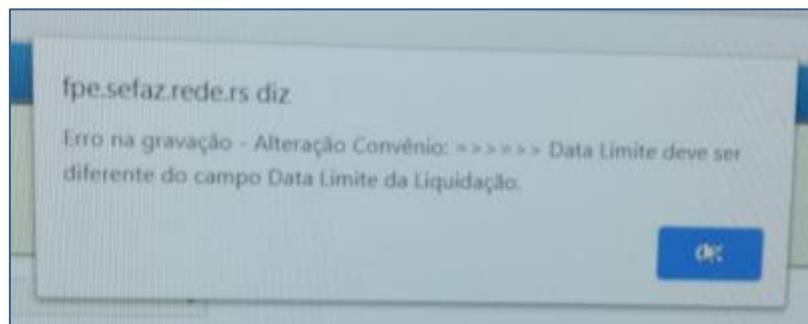 fpe.sefaz.rede.rs diz
Erro na gravação - Alteração Convênio: =>>=>> Data Limite deve ser
diferente do campo Data Limite da Liquidação.
OK